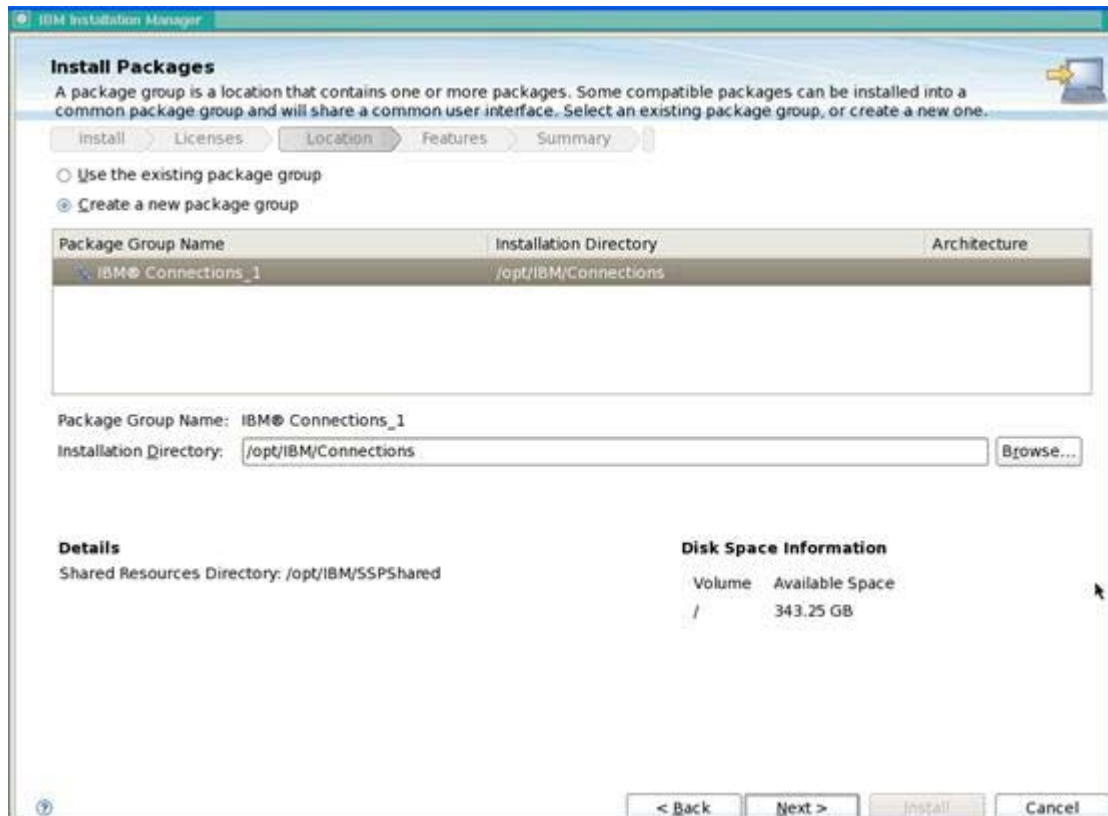 IBM Installation Manager
Install Packages
A package group is a location that contains one or more packages. Some compatible packages can be installed into a
common package group and will share a common user interface. Select an existing package group, or create a new one.
Install Licenses Location Features Summary
Use the existing package group
Create a new package group
Package Group Name Installation Directory Architecture
IBM® Connections_1 /opt/IBM/Connections
Package Group Name: IBM® Connections_1
Installation Directory: /opt/IBM/Connections Browse...
Details Disk Space Information
Shared Resources Directory: /opt/IBM/SSPShared
Volume Available Space
/ 343.25 GB
? < Back Next > Install Cancel